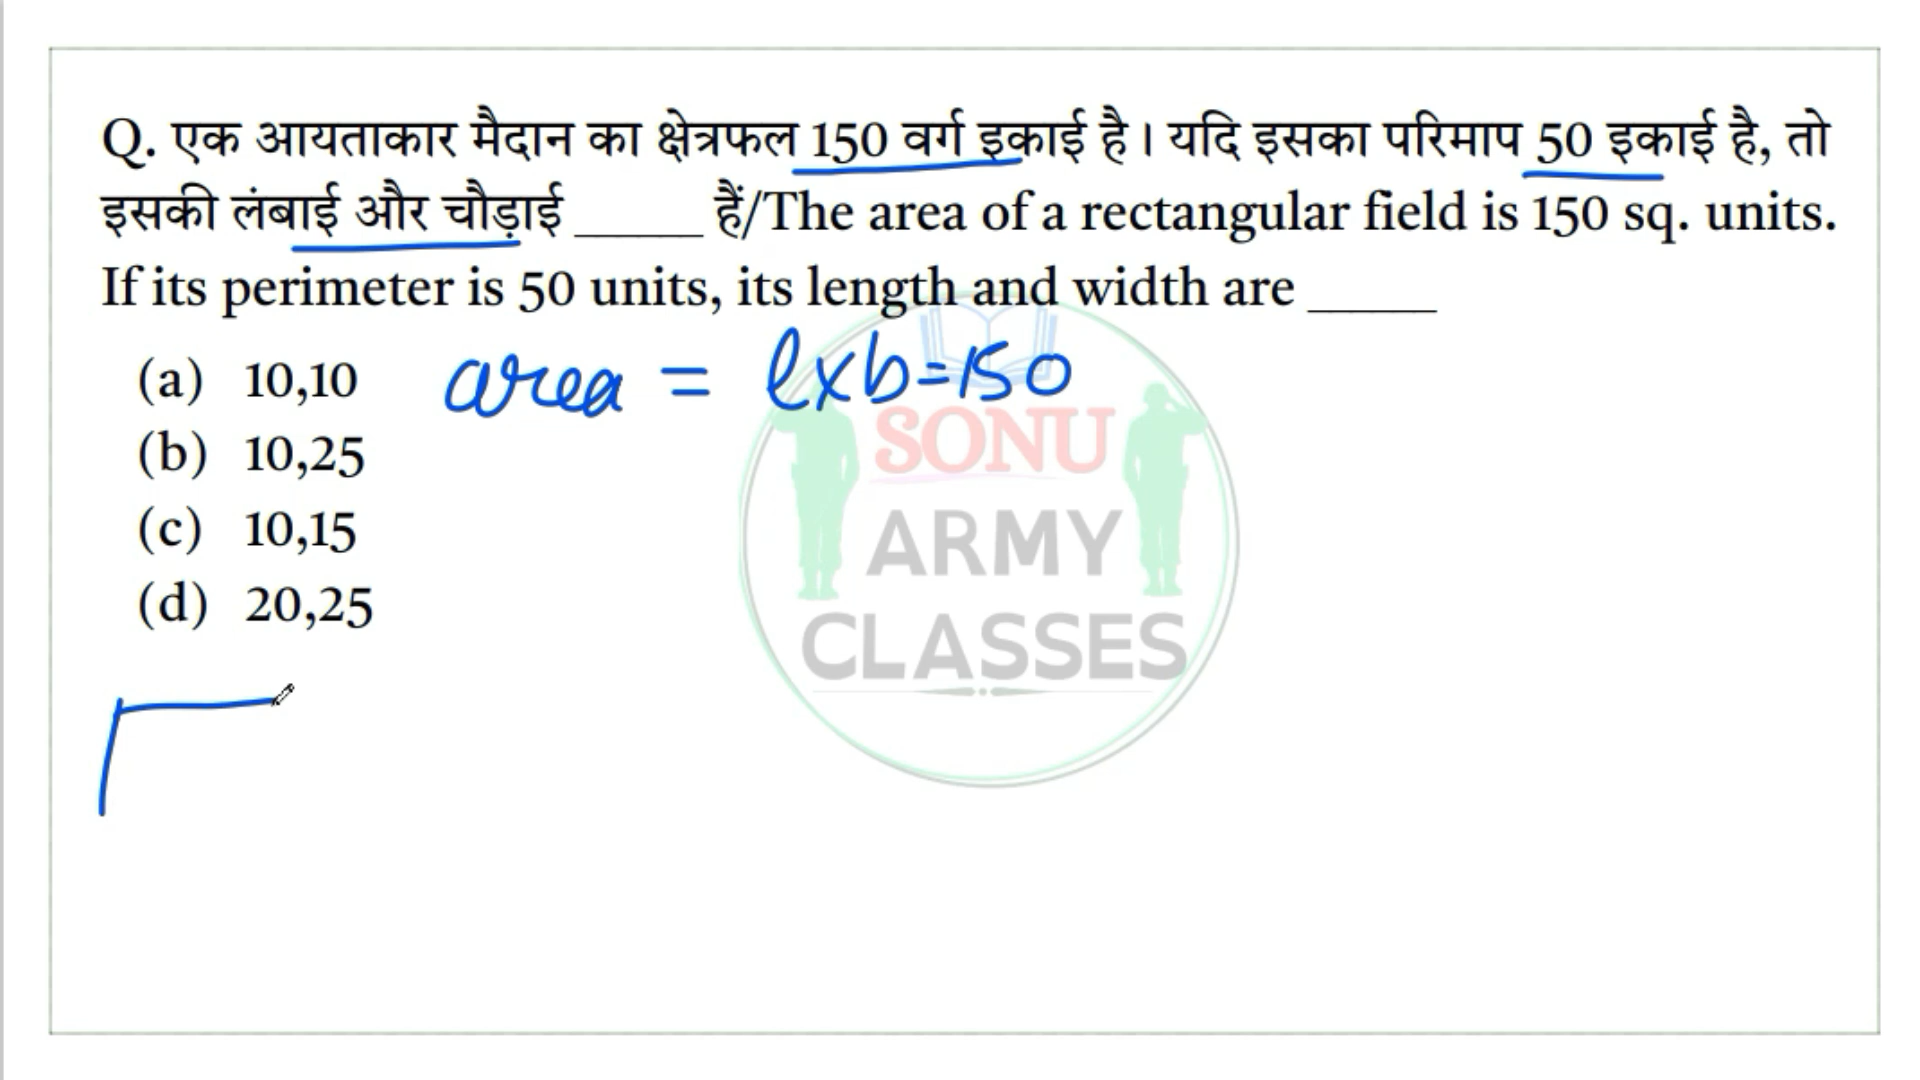 Q. एक आयताकार मैदान का क्षेत्रफल 150 वर्ग इकाई है। यदि इसका परिमाप 50 इकाई है, तो
इसकी लंबाई और चौड़ाई _____ हैं/The area of a rectangular field is 150 sq. units.
If its perimeter is 50 units, its length and width are _____
(a) 10,10
area = l×b=150
(b) 10,25
(c) 10,15
(d) 20,25
SONU
ARMY
CLASSES